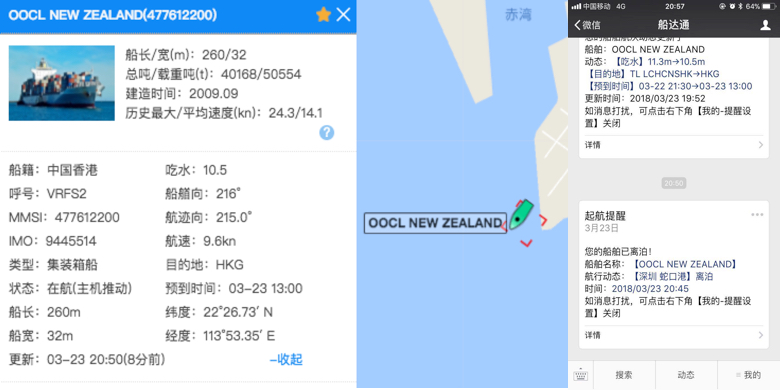 OOCL NEW ZEALAND(477612200)
船长/宽(m)：260/32
总吨/载重吨(t)：40168/50554
建造时间：2009.09
历史最大/平均速度(kn)：24.3/14.1
?
船籍：中国香港 吃水：10.5
呼号：VRFS2 船艏向：216°
MMSI：477612200 航迹向：215.0°
IMO：9445514 航速：9.6kn
类型：集装箱船 目的地：HKG
状态：在航(主机推动) 预到时间：03-23 13:00
船长：260m 纬度：22°26.73′ N
船宽：32m 经度：113°53.35′ E
更新：03-23 20:50(8分前) -收起
赤湾
OOCL NEW ZEALAND
中国移动 4G 20:57 64%
微信 船达通
船舶：OOCL NEW ZEALAND
动态：【吃水】11.3m→10.5m
【目的地】TL LCHCNSHK→HKG
【预到时间】03-22 21:30→03-23 13:00
更新时间：2018/03/23 19:52
如消息打扰，可点击右下角【我的-提醒设
置】关闭
详情
20:50
起航提醒
3月23日
您的船舶已离泊！
船舶名称：【OOCL NEW ZEALAND】
航行动态：【深圳 蛇口港】离泊
时间：2018/03/23 20:45
如消息打扰，可点击右下角【我的-提醒设
置】关闭
详情
搜索 动态 我的